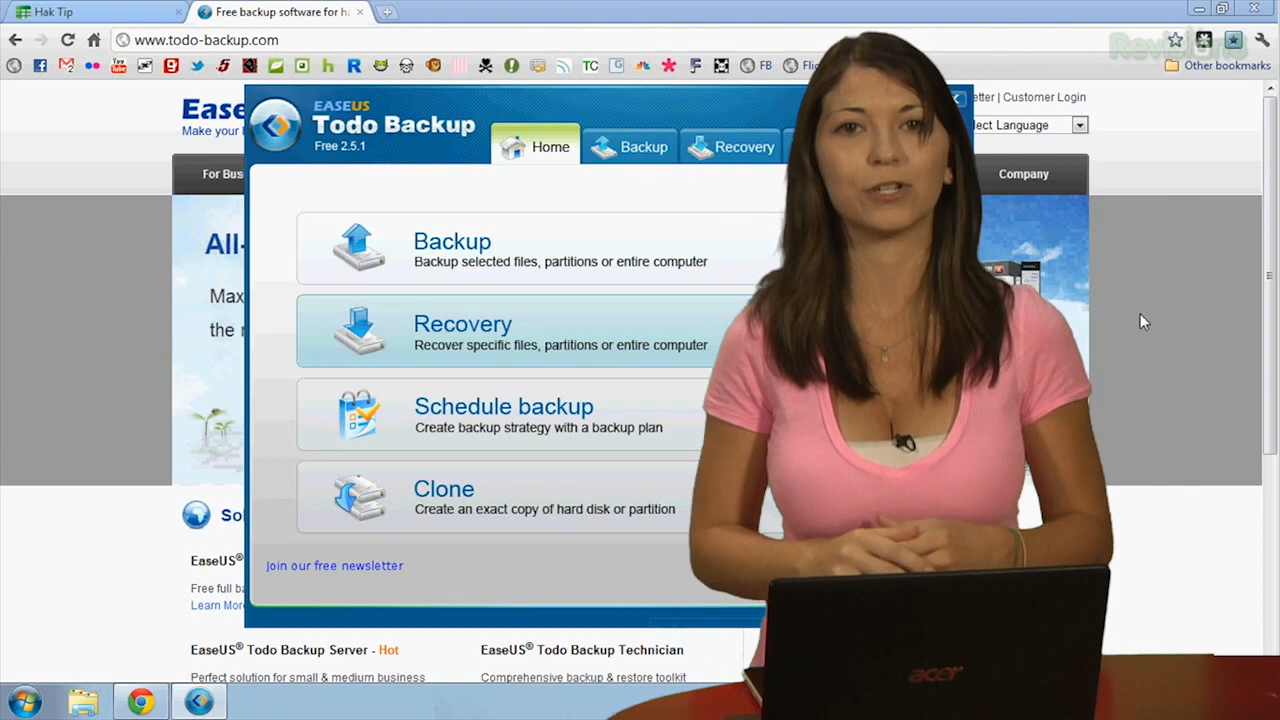 Hak Tip
Free backup software for h
www.todo-backup.com
FB
Other bookmarks
Ease
Make your
etter | Customer Login
lect Language
For Bus
Company
EASEUS
Todo Backup
Free 2.5.1
Home
Backup
Recovery
All-
Max
the
Backup
Backup selected files, partitions or entire computer
Recovery
Recover specific files, partitions or entire computer
Schedule backup
Create backup strategy with a backup plan
Clone
Create an exact copy of hard disk or partition
Join our free newsletter
So
EaseUS®
Free full ba
Learn More
EaseUS® Todo Backup Server - Hot
EaseUS® Todo Backup Technician
Perfect solution for small & medium business
Comprehensive backup & restore toolkit
acer